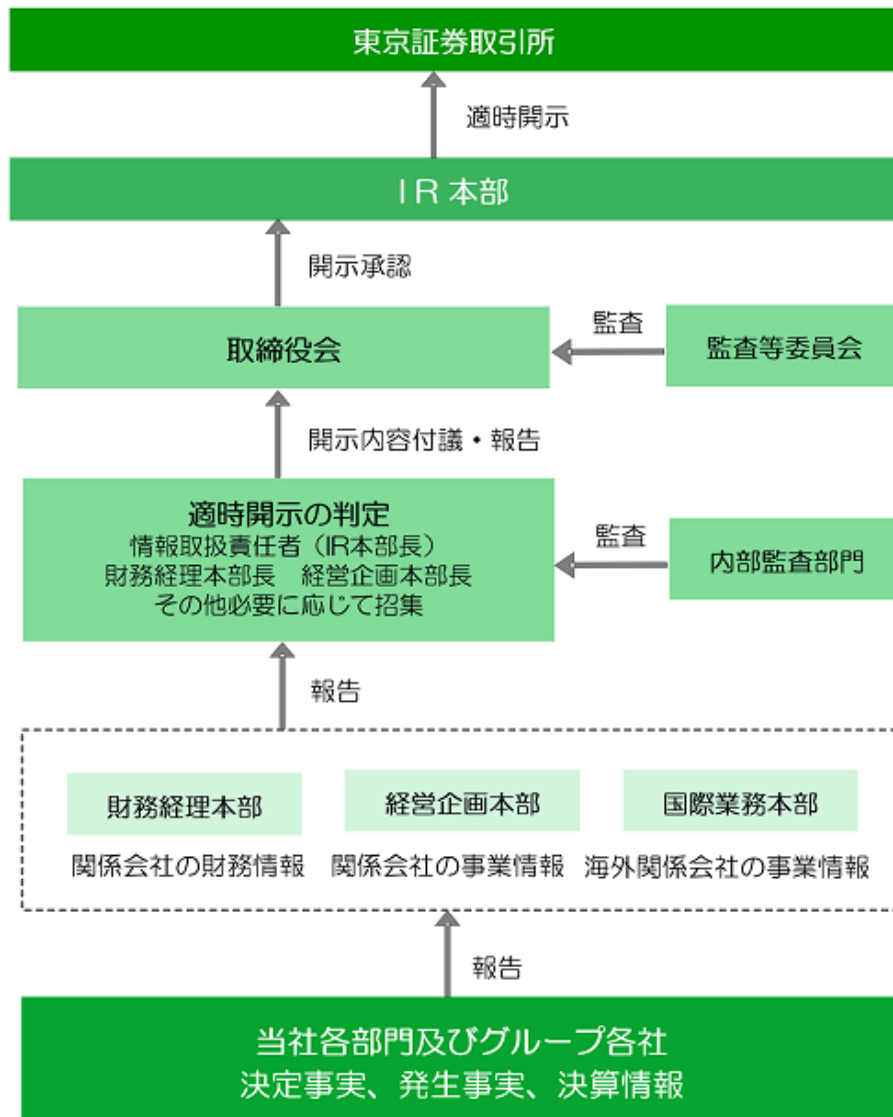 東京証券取引所
適時開示
IR本部
開示承認
取締役会
監査
監査等委員会
開示内容付議・報告
適時開示の判定
情報取扱責任者（IR本部長）
財務経理本部長　経営企画本部長
その他必要に応じて招集
監査
内部監査部門
報告
財務経理本部
経営企画本部
国際業務本部
関係会社の財務情報
関係会社の事業情報
海外関係会社の事業情報
報告
当社各部門及びグループ各社
決定事実、発生事実、決算情報